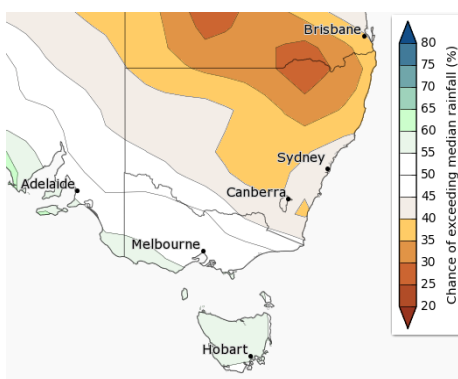 Brisbane
Sydney
Canberra
Adelaide
Melbourne
Hobart
80
75
70
65
60
55
50
45
40
35
30
25
20
Chance of exceeding median rainfall (%)